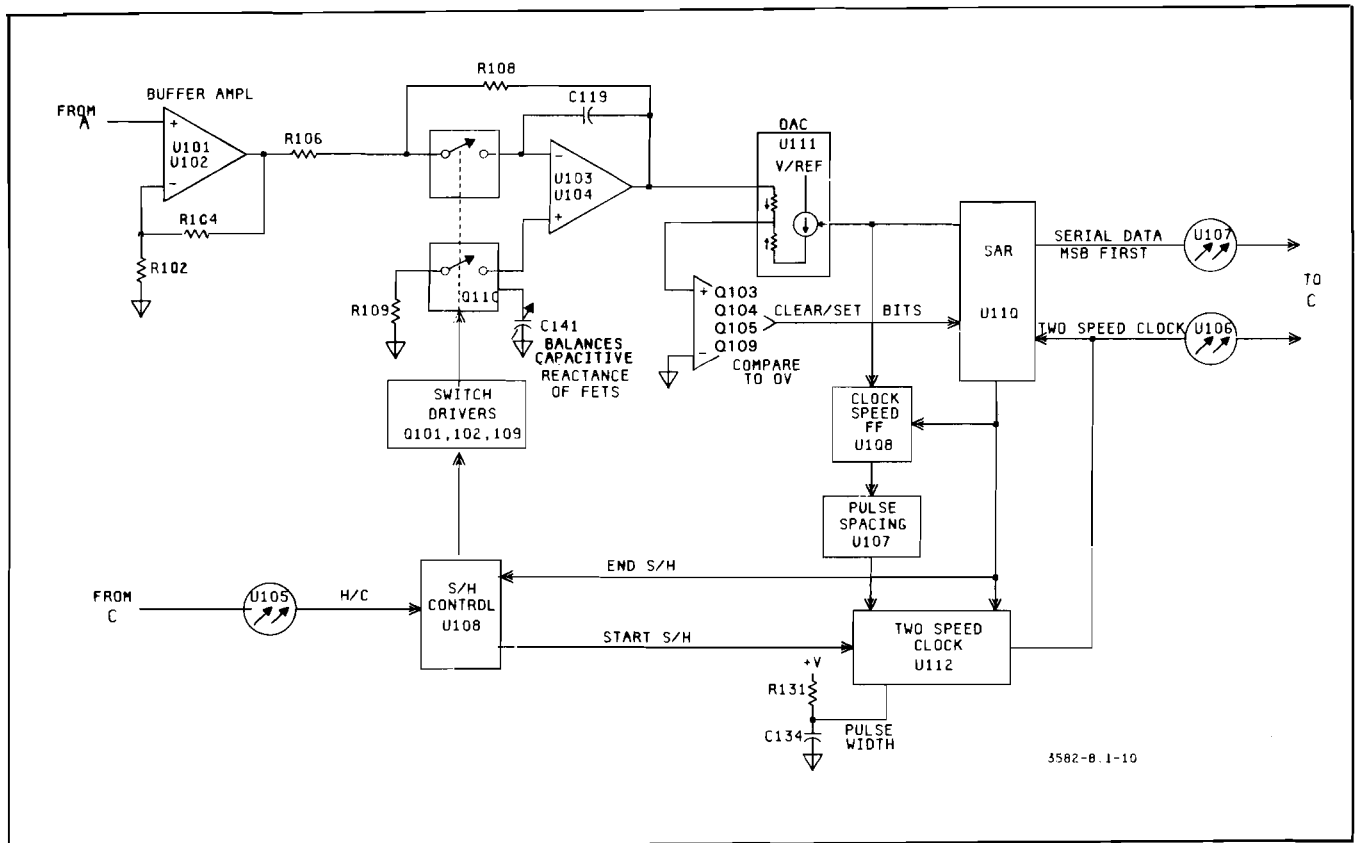 BUFFER AMPL
FROM
A
+
U101
U102
-
R104
R102
R106
R108
C119
-
U103
U104
+
Q110
R109
C141
BALANCES
CAPACITIVE
REACTANCE
OF FETS
SWITCH
DRIVERS
Q101,102,109
DAC
U111
V/REF
+
Q103
Q104
Q105
Q109
-
COMPARE
TO 0V
CLEAR/SET BITS
SAR
U110
SERIAL DATA
MSB FIRST
U107
TO
C
TWO SPEED CLOCK
U106
CLOCK
SPEED
FF
U108
PULSE
SPACING
U107
FROM
C
U105
H/C
S/H
CONTROL
U108
END S/H
START S/H
TWO SPEED
CLOCK
U112
+V
R131
C134
PULSE
WIDTH
3582-8.1-10